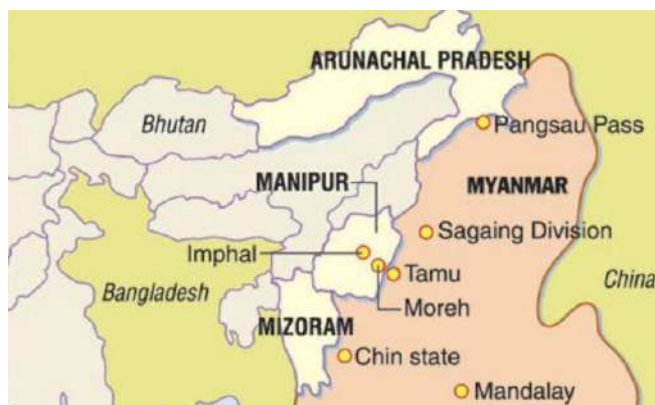 ARUNACHAL PRADESH
Bhutan
Pangsau Pass
MANIPUR
MYANMAR
Sagaing Division
Imphal
Tamu
China
Bangladesh
Moreh
MIZORAM
Chin state
Mandalay